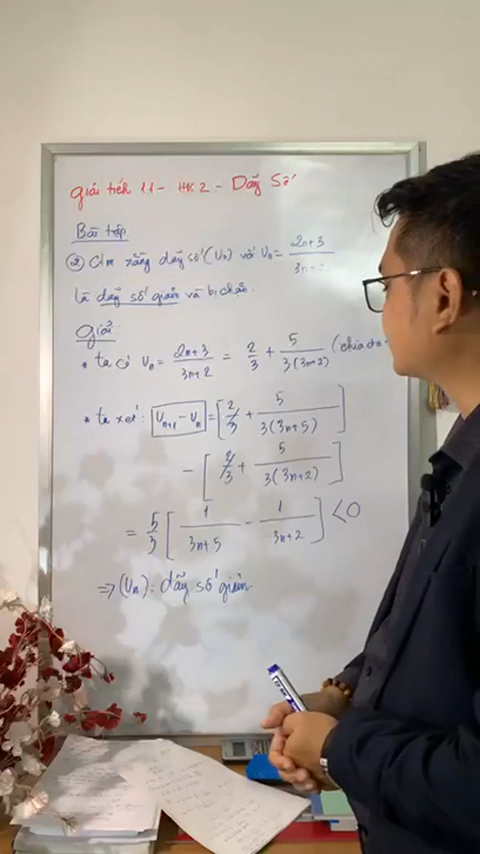 Giải tích 11 - HK2 - Dãy Số
Bài tập
② CM rằng dãy số (Un) với Un = 2n+3 / 3n+2
là dãy số giảm và bị chặn.
Giải:
* ta có Un = 2n+3 / 3n+2 = 2/3 + 5 / 3(3n+2) (chia đa
* ta xét: Un+1 - Un = [2/3 + 5 / 3(3n+5)]
- [2/3 + 5 / 3(3n+2)]
= 5/3 [1 / 3n+5 - 1 / 3n+2] < 0
=> (Un): dãy số giảm.